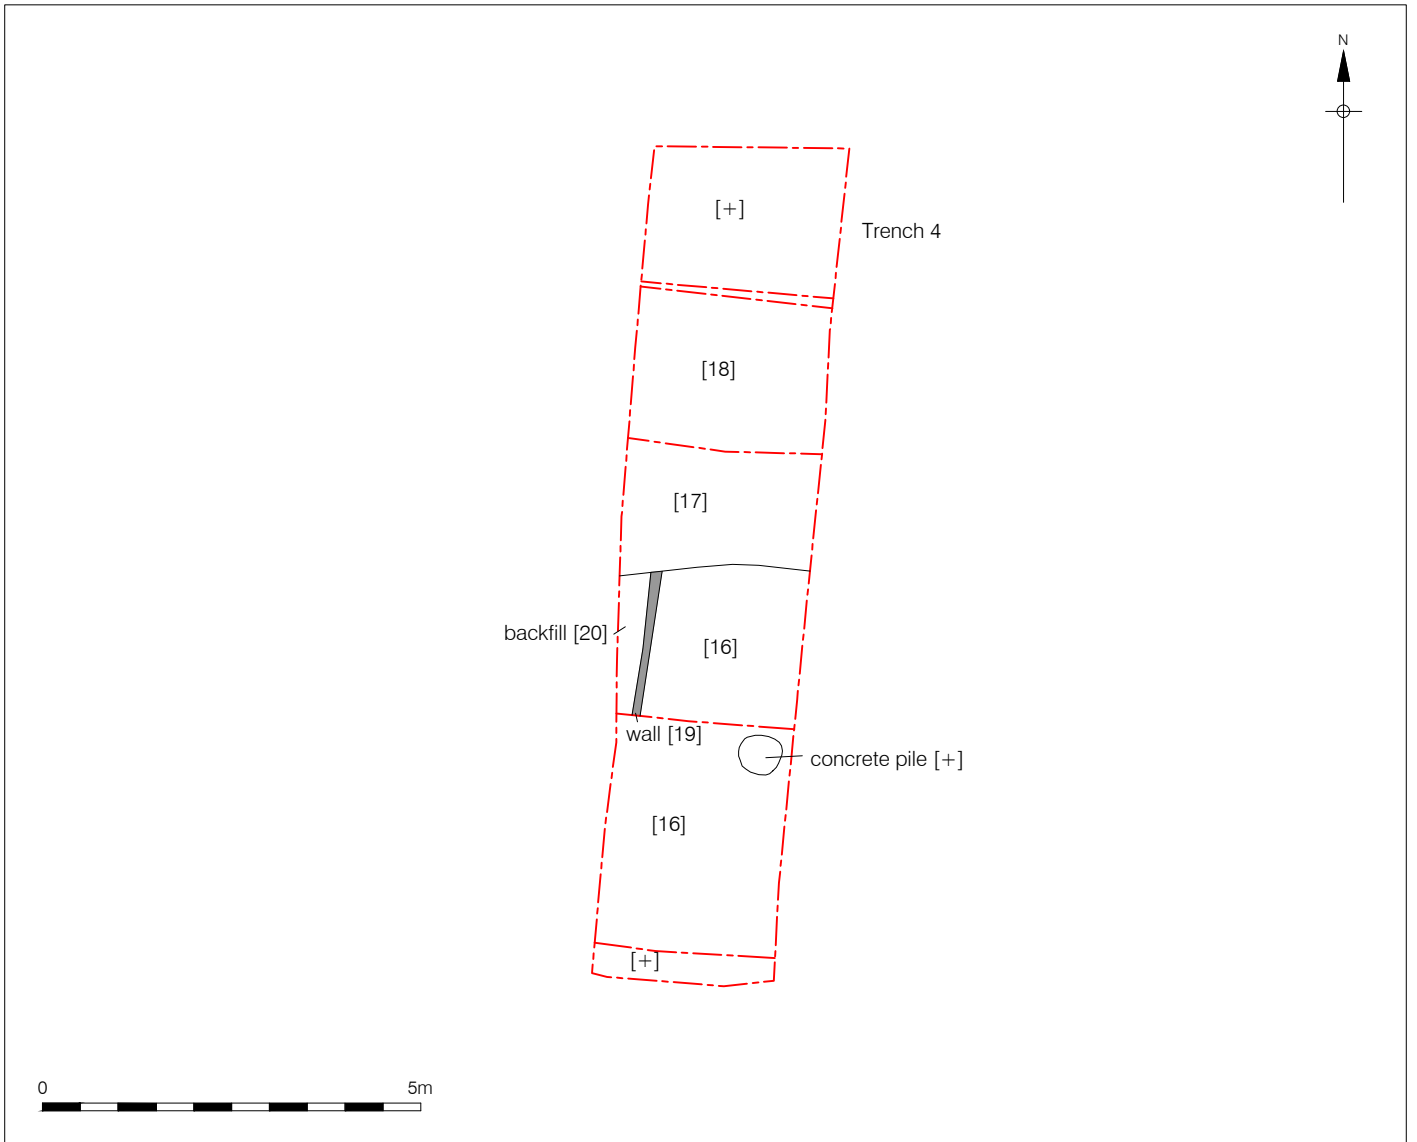 N
[+]
Trench 4
[18]
[17]
backfill [20]
[16]
wall [19]
concrete pile [+]
[16]
[+]
0 5m